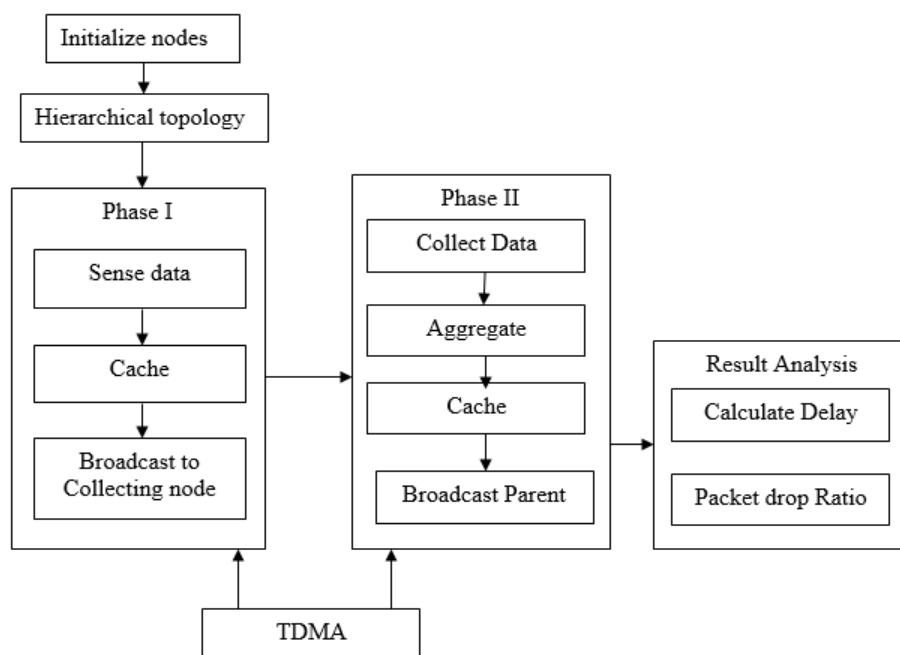 Initialize nodes
Hierarchical topology
Phase I
Sense data
Cache
Broadcast to
Collecting node
Phase II
Collect Data
Aggregate
Cache
Broadcast Parent
Result Analysis
Calculate Delay
Packet drop Ratio
TDMA